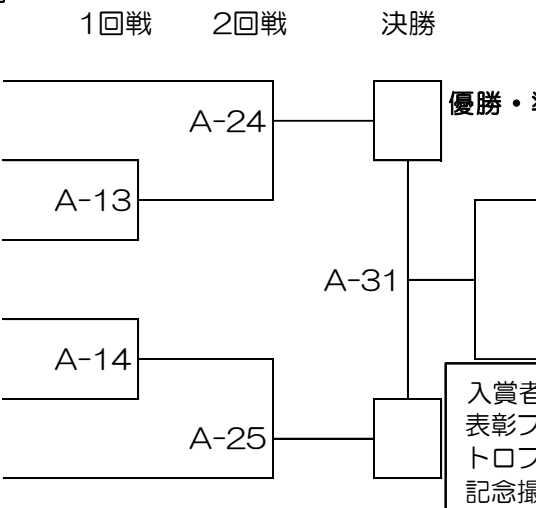 1回戦 2回戦 決勝
A-24
優勝・
A-13
A-31
A-14
入賞者
表彰フ
A-25
トロフ
記念撮